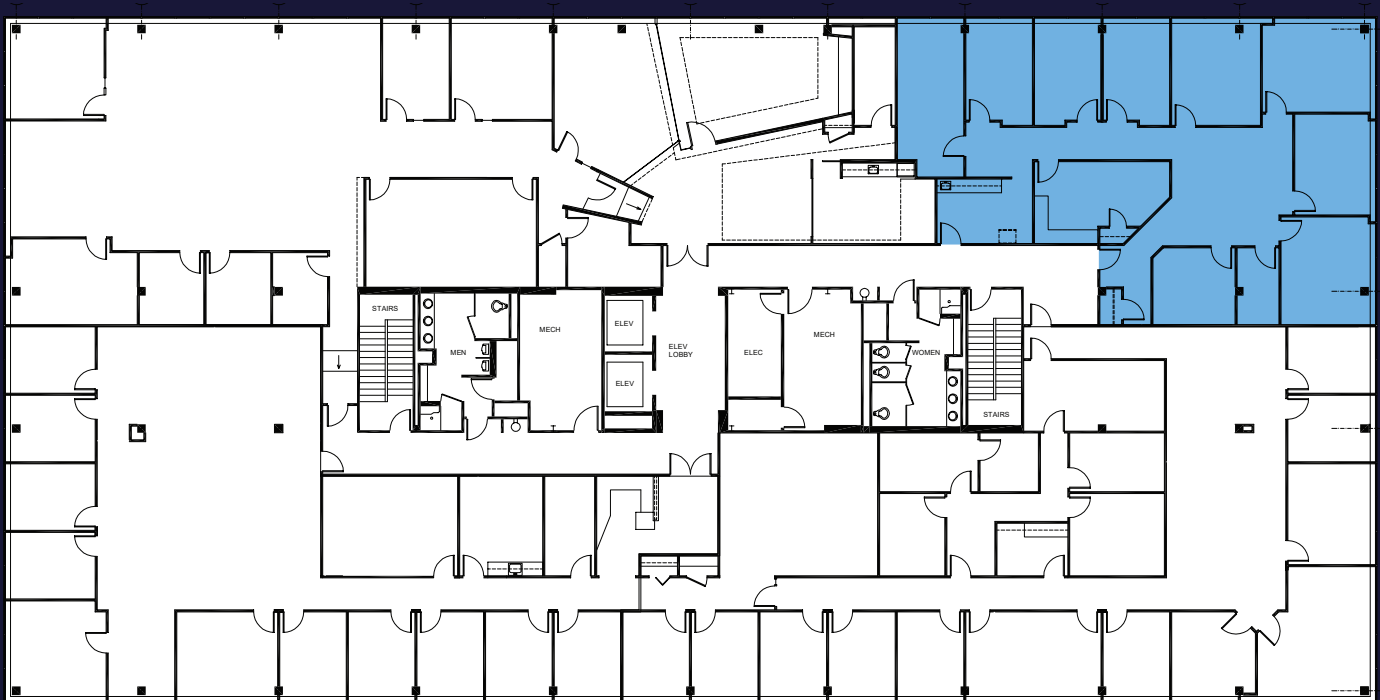 STAIRS
MEN
MECH
ELEV
ELEV
ELEV
LOBBY
ELEC
MECH
WOMEN
STAIRS